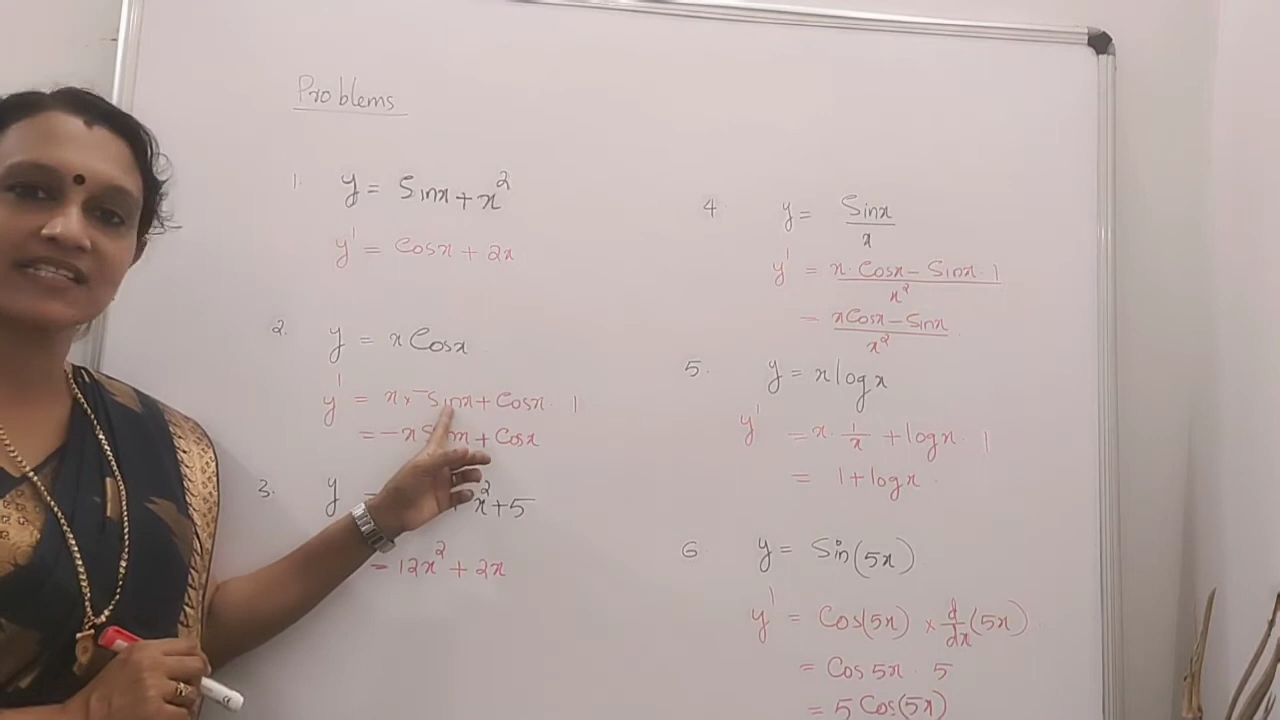 Problems
1. y = Sinx + x²
y' = Cosx + 2x
2. y = x Cosx
y' = x × -Sinx + Cosx · 1
= -x Sinx + Cosx
3. y = x² + 5
= 12x² + 2x
4. y = Sinx / x
y' = x · Cosx - Sinx · 1 / x²
= xCosx - Sinx / x²
5. y = x log x
y' = x · 1/x + log x · 1
= 1 + log x
6 y = Sin(5x)
y' = Cos(5x) × d/dx (5x)
= Cos 5x · 5
= 5 Cos(5x)